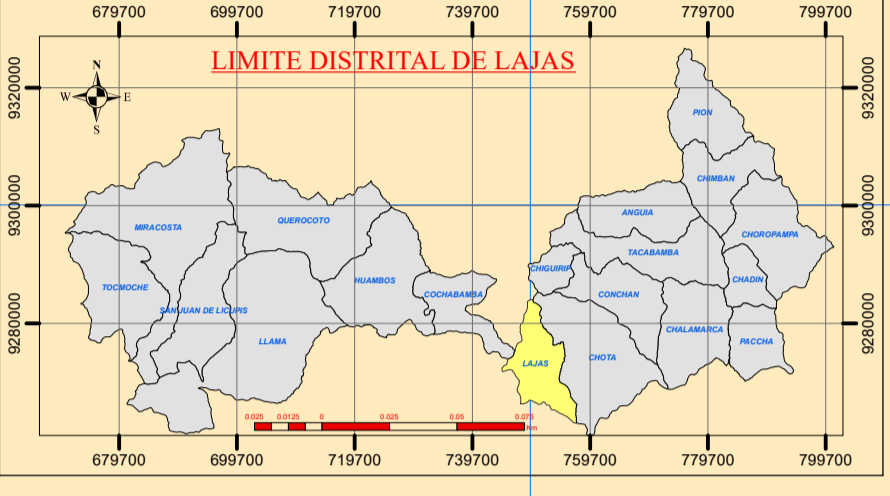 679700 699700 719700 739700 759700 779700 799700
LIMITE DISTRITAL DE LAJAS
N
W E
S
9320000 9320000
PION
CHIMBAN
9300000 9300000
ANGUIA
QUEROCOTO
MIRACOSTA
CHOROPAMPA
TACABAMBA
CHIGUIRIP
HUAMBOS
CHADIN
TOCMOCHE
COCHABAMBA
CONCHAN
SAN JUAN DE LICUPIS
9280000 9280000
CHALAMARCA
LLAMA
PACCHA
CHOTA
LAJAS
0.025 0.0125 0 0.025 0.05 0.075
Km
679700 699700 719700 739700 759700 779700 799700